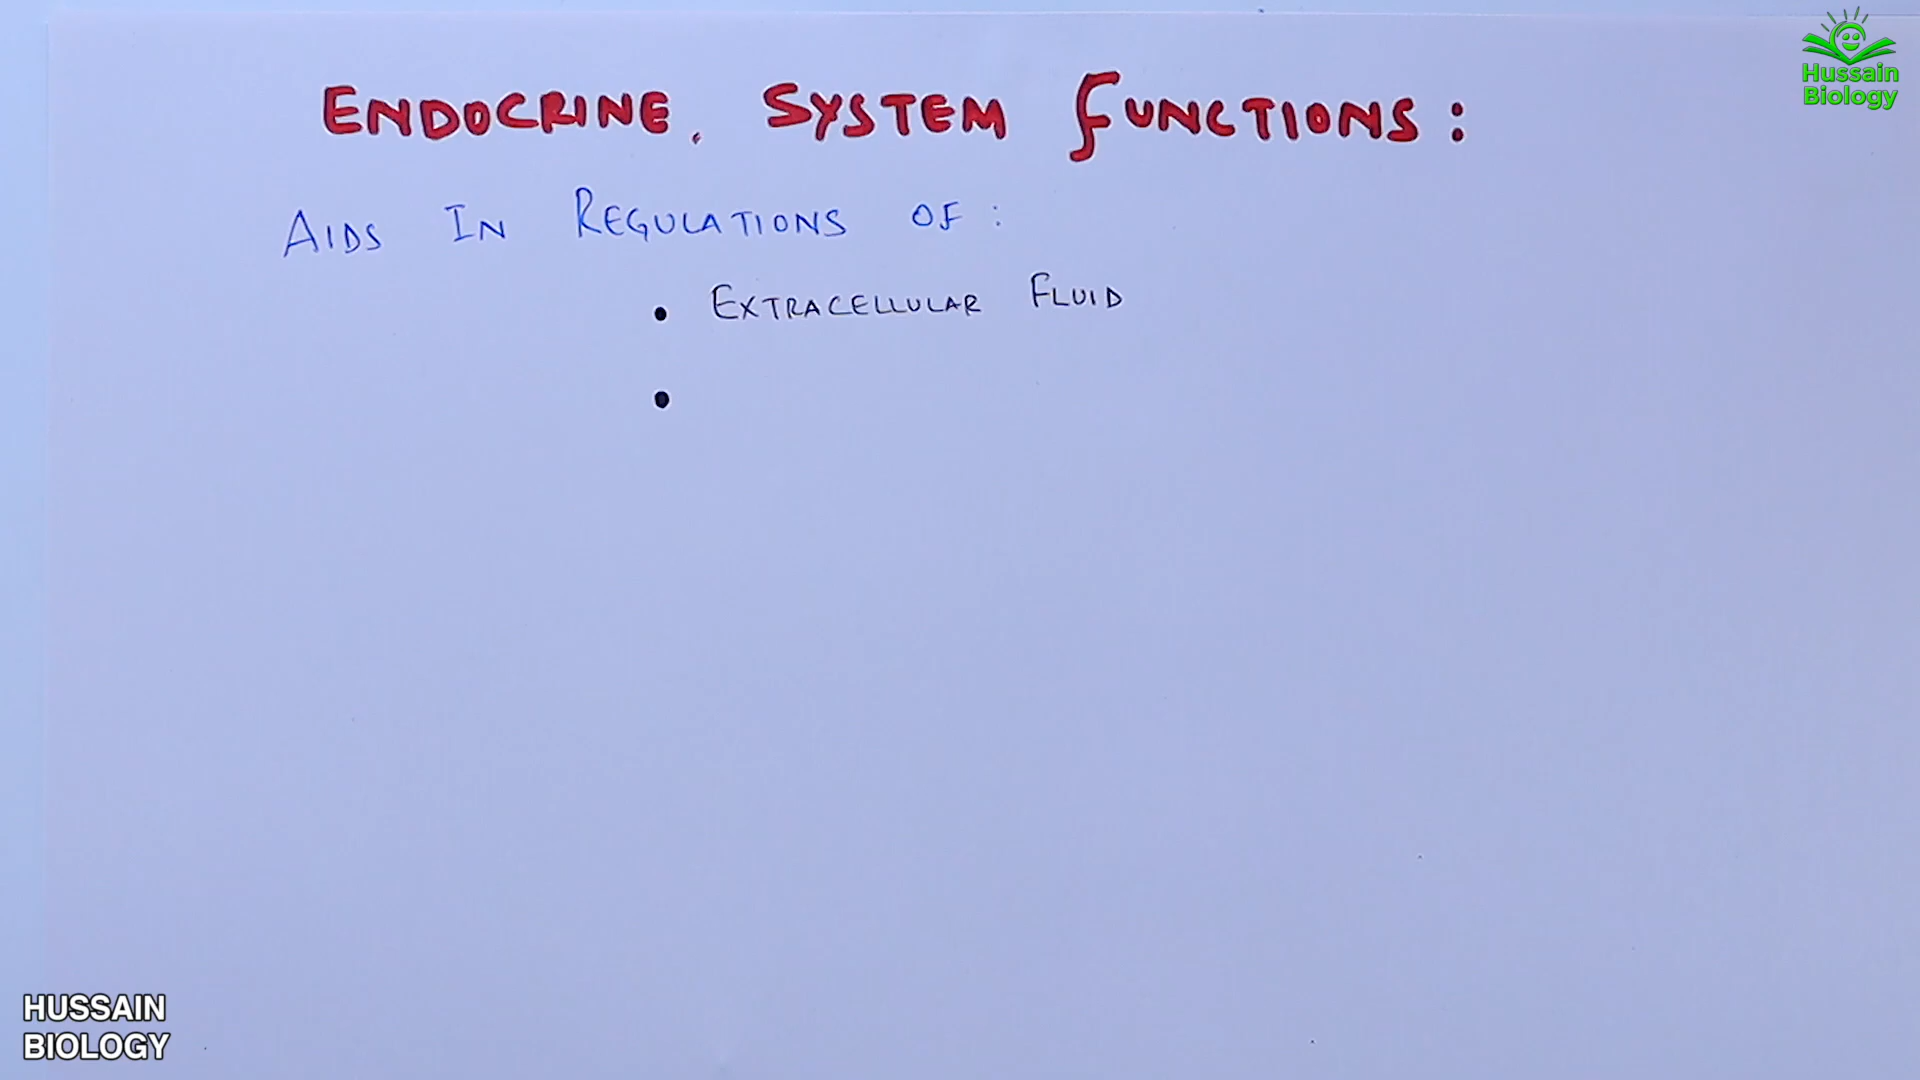 Hussain
Biology
ENDOCRINE. SYSTEM FUNCTIONS:
AIDS IN REGULATIONS OF:
• EXTRACELLULAR FLUID
•
HUSSAIN
BIOLOGY